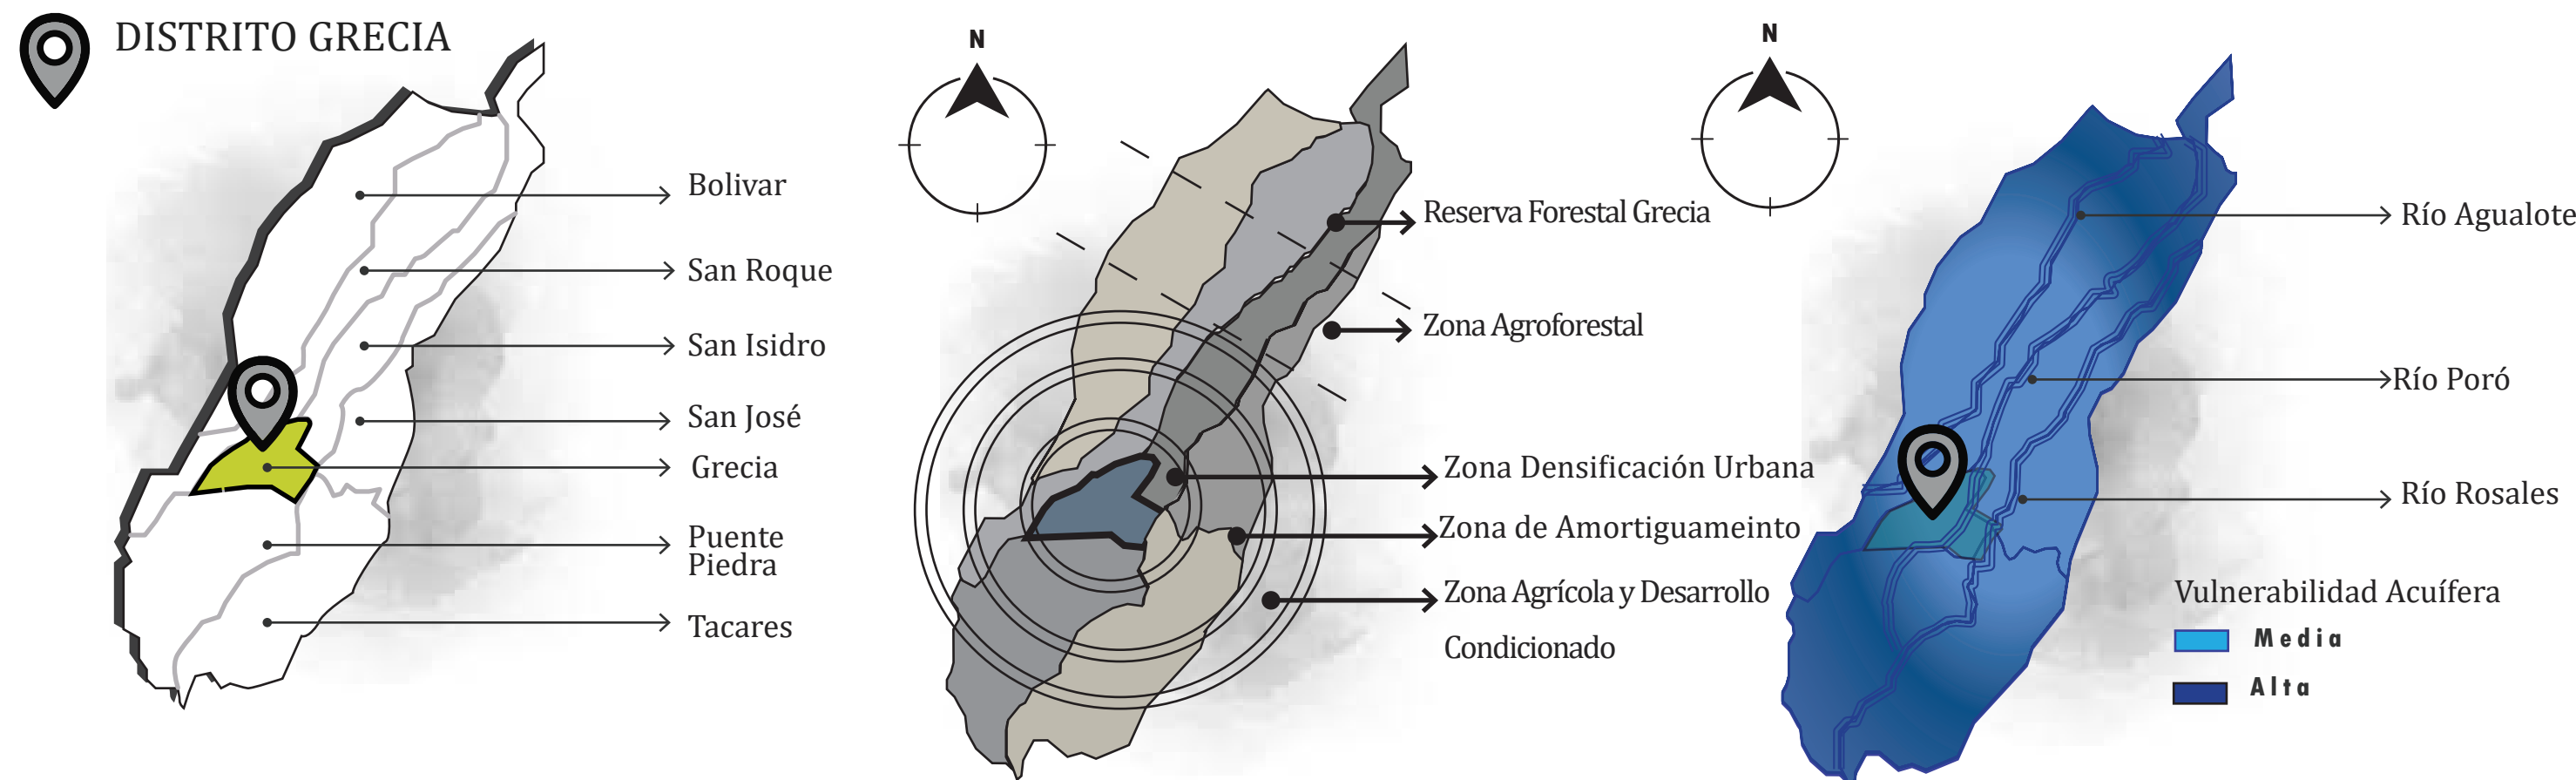 DISTRITO GRECIA
Bolivar
San Roque
San Isidro
San José
Grecia
Puente
Piedra
Tacares
N
Reserva Forestal Grecia
Zona Agroforestal
Zona Densificación Urbana
Zona de Amortiguameinto
Zona Agrícola y Desarrollo
Condicionado
N
Río Agualote
Río Poró
Río Rosales
Vulnerabilidad Acuífera
Media
Alta